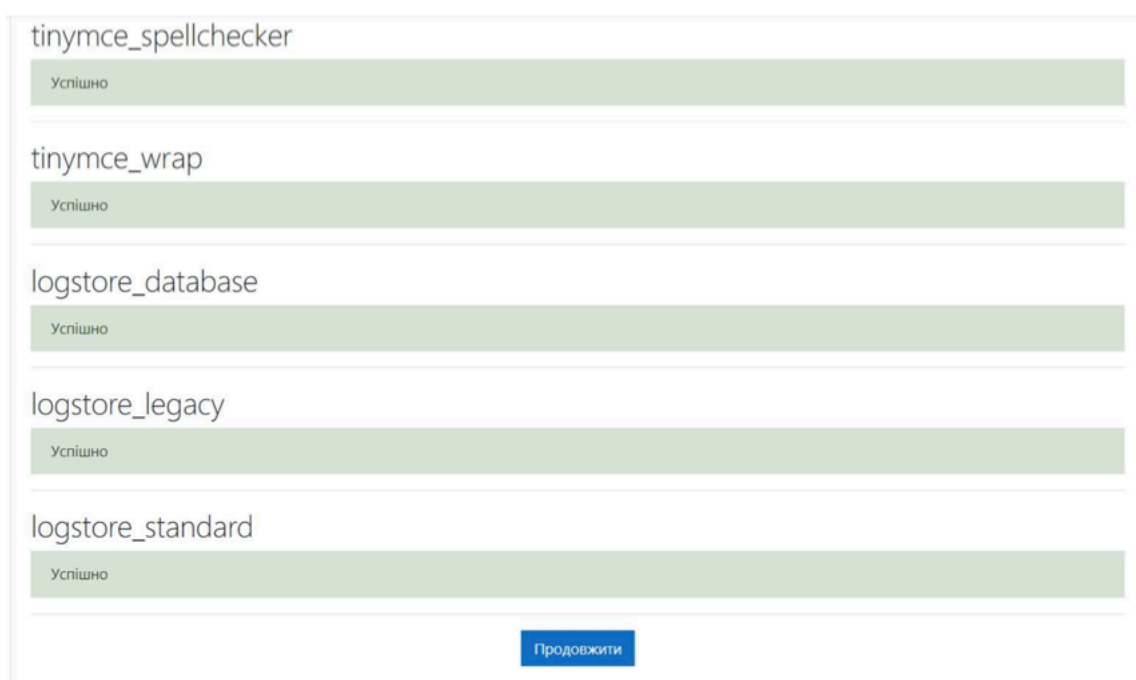 tinymce_spellchecker
Успішно
tinymce_wrap
Успішно
logstore_database
Успішно
logstore_legacy
Успішно
logstore_standard
Успішно
Продовжити